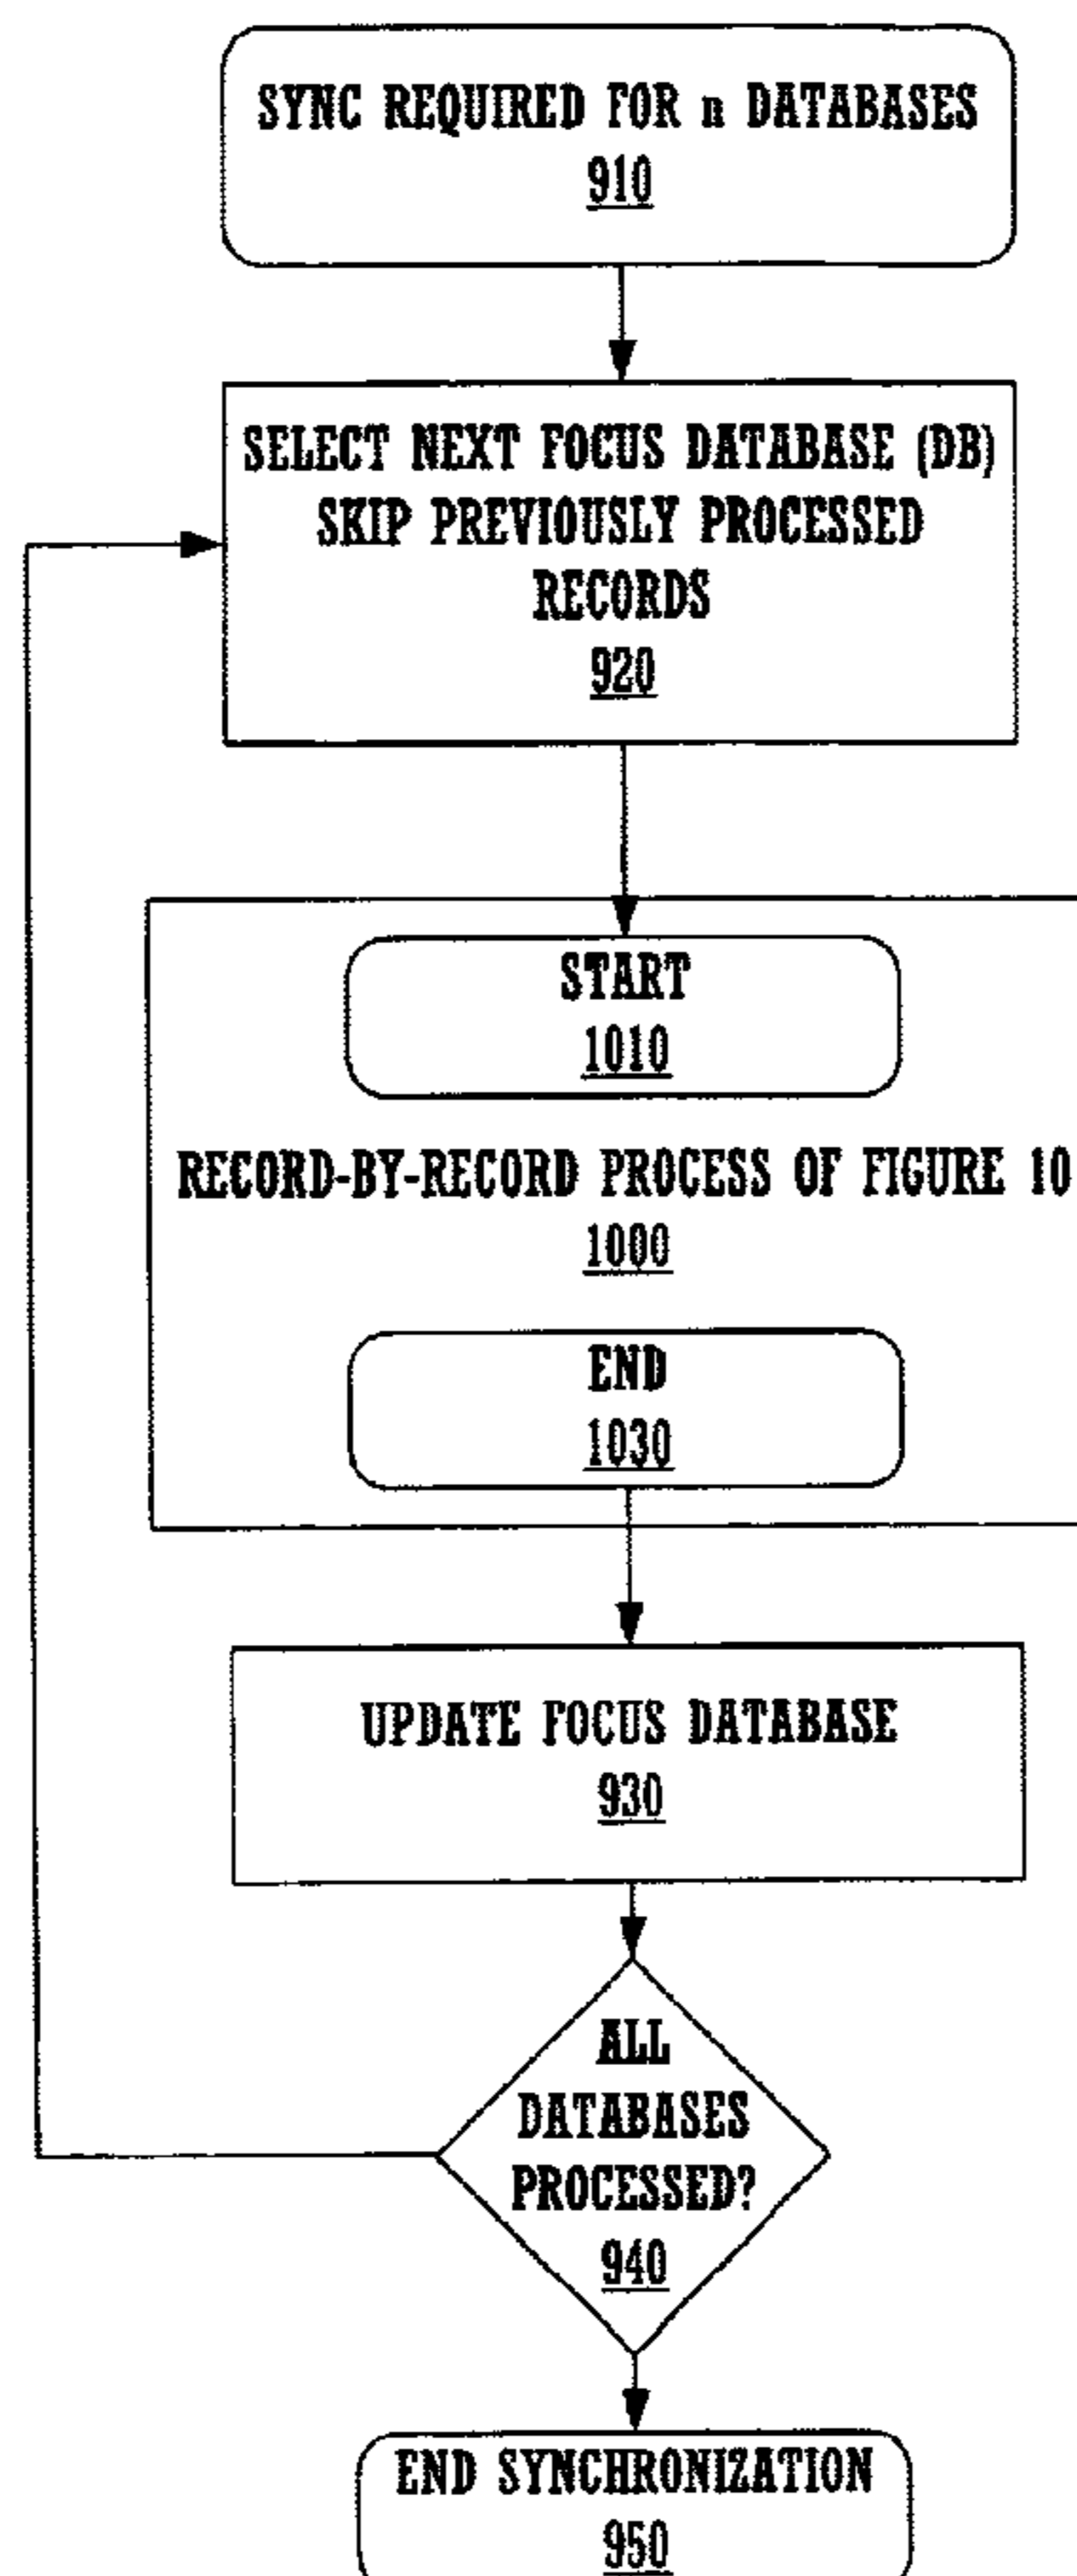 SYNC REQUIRED FOR n DATABASES
910
SELECT NEXT FOCUS DATABASE (DB)
SKIP PREVIOUSLY PROCESSED
RECORDS
920
START
1010
RECORD-BY-RECORD PROCESS OF FIGURE 10
1000
END
1030
UPDATE FOCUS DATABASE
930
ALL
DATABASES
PROCESSED?
940
END SYNCHRONIZATION
950